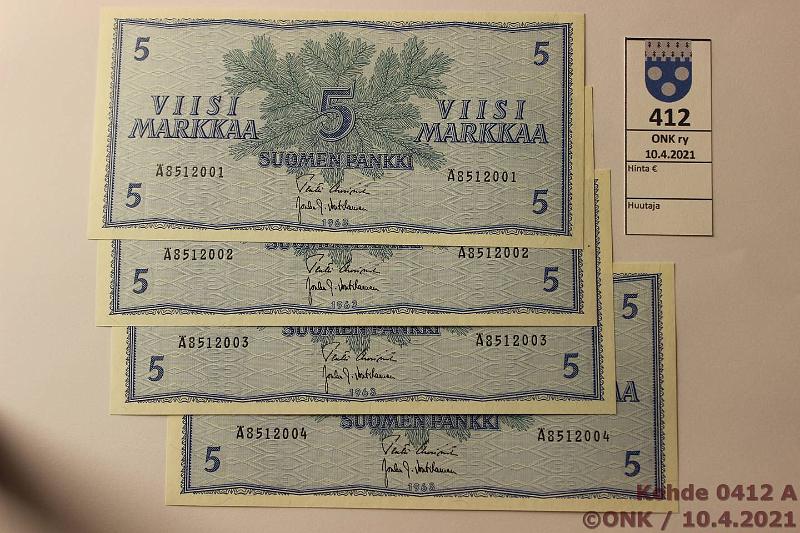 5 5
VIISI 5 VIISI
MARKKAA MARKKAA
SUOMEN PANKKI
Ä8512001 Ä8512001
5 5
1963
Ä8512002 Ä8512002
5 5
1963
SUOMEN PANKKI
Ä8512003 Ä8512003
5 5
1963
5
AA
SUOMEN PANKKI
Ä8512004 Ä8512004
5 5
1963
412
ONK ry
10.4.2021
Hinta €
Huutaja
Kohde 0412 A
©ONK / 10.4.2021